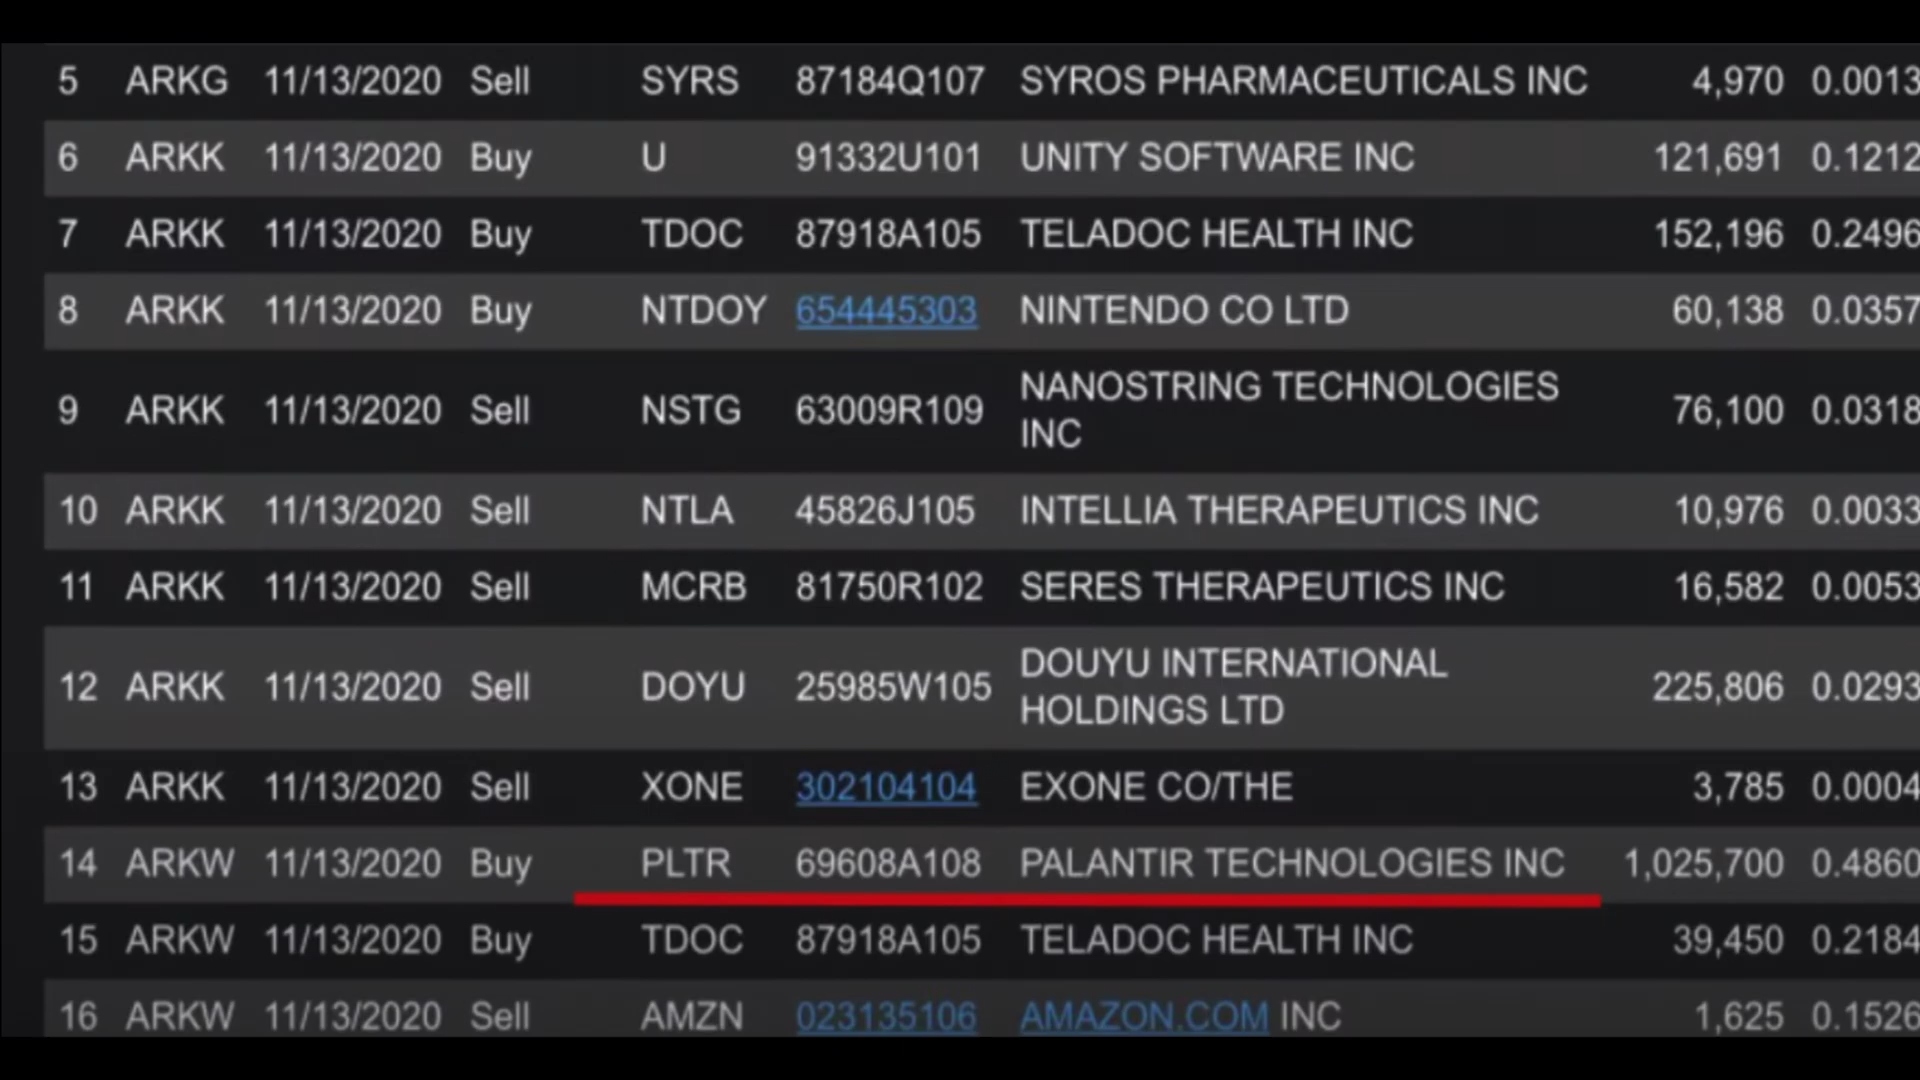 5 ARKG 11/13/2020 Sell SYRS 87184Q107 SYROS PHARMACEUTICALS INC 4,970 0.0013
6 ARKK 11/13/2020 Buy U 91332U101 UNITY SOFTWARE INC 121,691 0.1212
7 ARKK 11/13/2020 Buy TDOC 87918A105 TELADOC HEALTH INC 152,196 0.2496
8 ARKK 11/13/2020 Buy NTDOY 654445303 NINTENDO CO LTD 60,138 0.0357
9 ARKK 11/13/2020 Sell NSTG 63009R109 NANOSTRING TECHNOLOGIES
INC 76,100 0.0318
10 ARKK 11/13/2020 Sell NTLA 45826J105 INTELLIA THERAPEUTICS INC 10,976 0.0033
11 ARKK 11/13/2020 Sell MCRB 81750R102 SERES THERAPEUTICS INC 16,582 0.0053
12 ARKK 11/13/2020 Sell DOYU 25985W105 DOUYU INTERNATIONAL
HOLDINGS LTD 225,806 0.0293
13 ARKK 11/13/2020 Sell XONE 302104104 EXONE CO/THE 3,785 0.0004
14 ARKW 11/13/2020 Buy PLTR 69608A108 PALANTIR TECHNOLOGIES INC 1,025,700 0.4860
15 ARKW 11/13/2020 Buy TDOC 87918A105 TELADOC HEALTH INC 39,450 0.2184
16 ARKW 11/13/2020 Sell AMZN 023135106 AMAZON.COM INC 1,625 0.1526